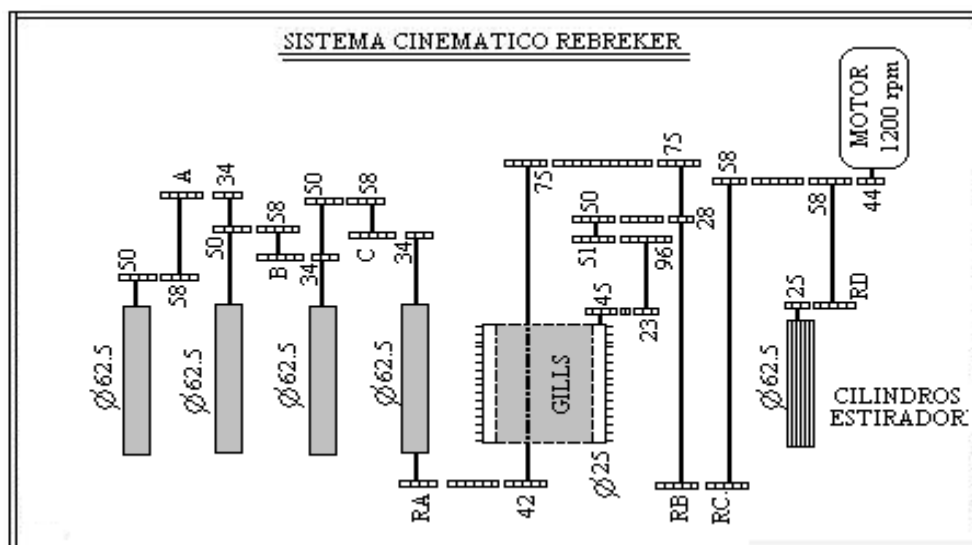 SISTEMA CINEMATICO REBREKER
MOTOR
1200 rpm
A
34
50
58
75
75
58
58
44
50
50
58
58
B
34
C
34
50
51
28
96
45
23
25
RD
Ø62.5
Ø62.5
Ø62.5
Ø62.5
GILLS
Ø62.5
CILINDROS
ESTIRADOR
RA
42
Ø25
RB
RC.